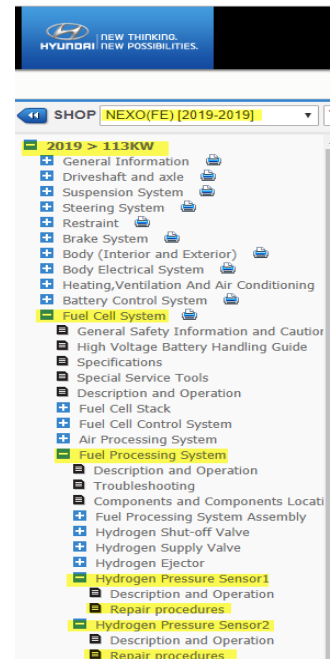 HYUNDAI
NEW THINKING.
NEW POSSIBILITIES.
SHOP NEXO(FE) [2019-2019]
2019 > 113KW
General Information
Driveshaft and axle
Suspension System
Steering System
Restraint
Brake System
Body (Interior and Exterior)
Body Electrical System
Heating,Ventilation And Air Conditioning
Battery Control System
Fuel Cell System
General Safety Information and Caution
High Voltage Battery Handling Guide
Specifications
Special Service Tools
Description and Operation
Fuel Cell Stack
Fuel Cell Control System
Air Processing System
Fuel Processing System
Description and Operation
Troubleshooting
Components and Components Locati
Fuel Processing System Assembly
Hydrogen Shut-off Valve
Hydrogen Supply Valve
Hydrogen Ejector
Hydrogen Pressure Sensor1
Description and Operation
Repair procedures
Hydrogen Pressure Sensor2
Description and Operation
Repair procedures